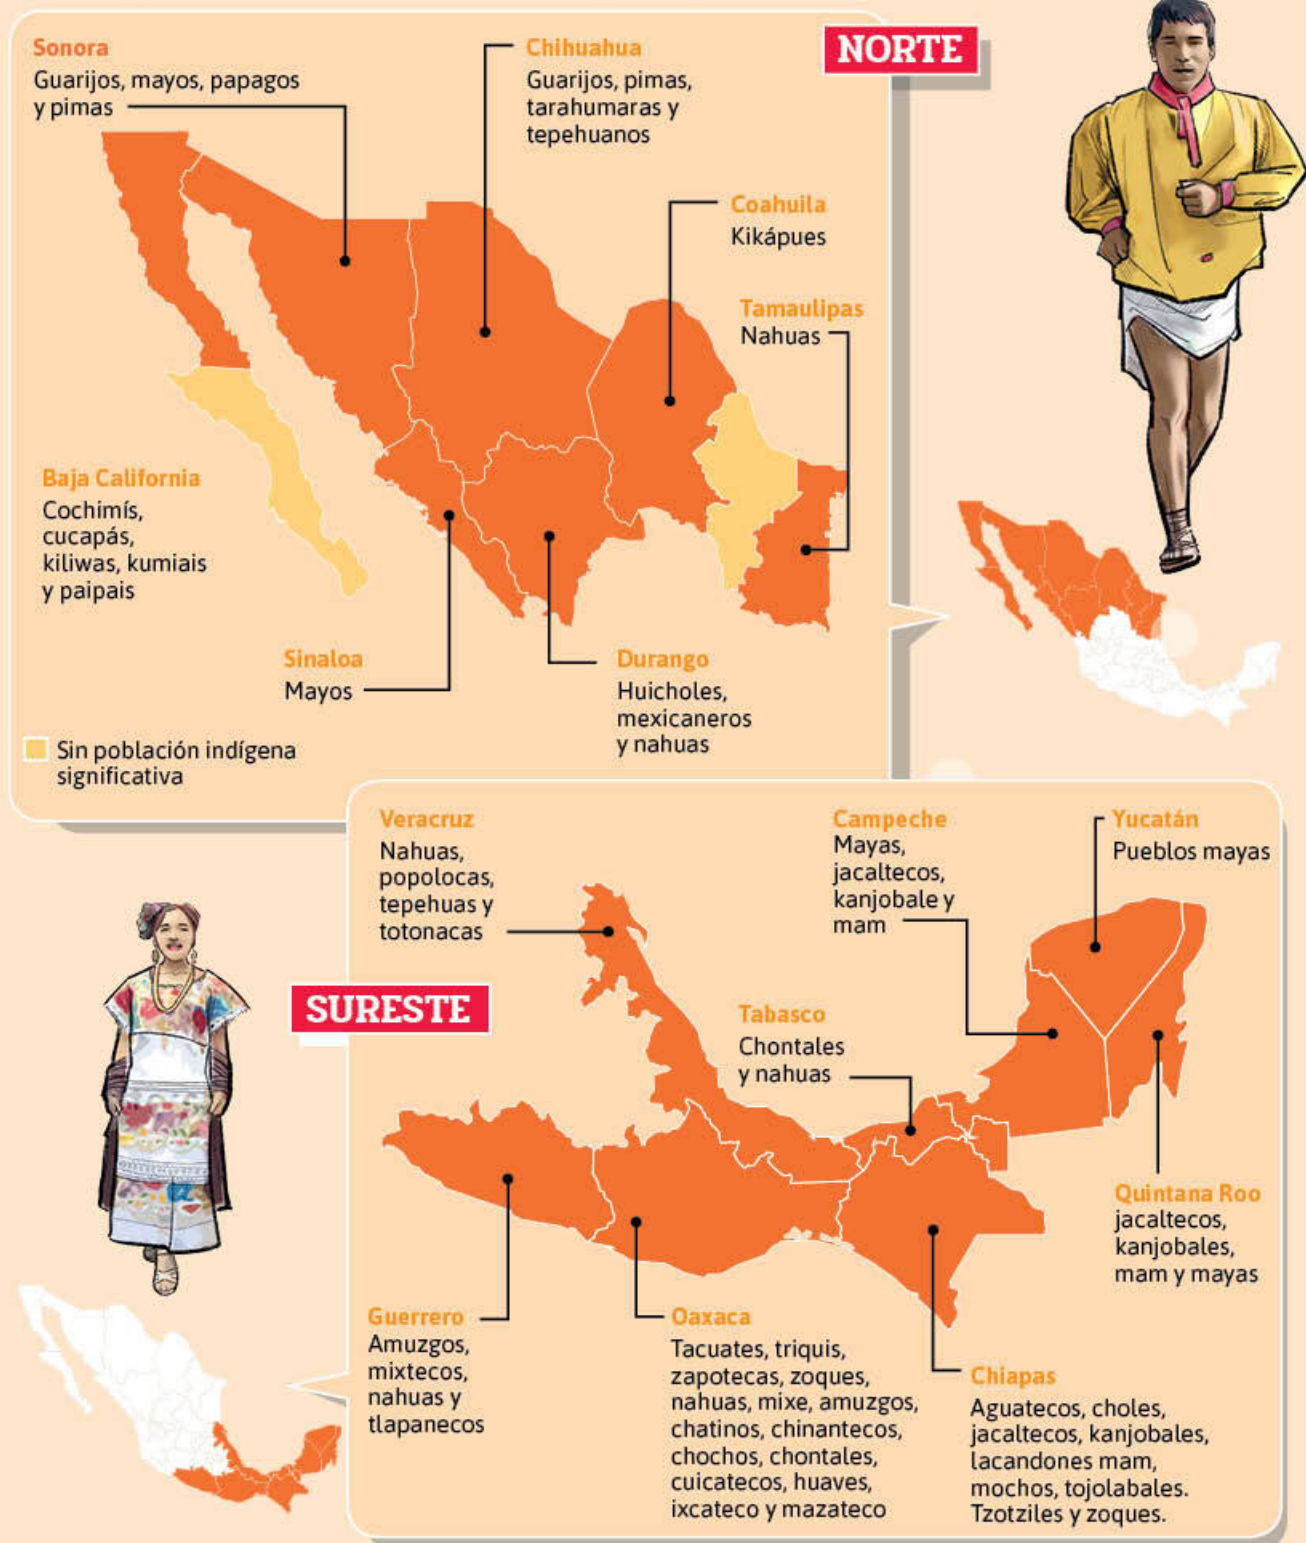 NORTE
Sonora
Guarijos, mayos, papagos
y pimas
Chihuahua
Guarijos, pimas,
tarahumaras y
tepehuanos
Coahuila
Kikápues
Tamaulipas
Nahuas
Baja California
Cochimís,
cucapás,
kiliwas, kumiais
y paipais
Sinaloa
Mayos
Durango
Huicholes,
mexicaneros
y nahuas
Sin población indígena
significativa
SURESTE
Veracruz
Nahuas,
popolocas,
tepehuas y
totonacas
Campeche
Mayas,
jacaltecos,
kanjobale y
mam
Yucatán
Pueblos mayas
Tabasco
Chontales
y nahuas
Quintana Roo
jacaltecos,
kanjobales,
mam y mayas
Guerrero
Amuzgos,
mixtecos,
nahuas y
tlapanecos
Oaxaca
Tacuates, triquis,
zapotecas, zoques,
nahuas, mixe, amuzgos,
chatinos, chinantecos,
chochos, chontales,
cuicatecos, huaves,
ixcateco y mazateco
Chiapas
Aguatecos, choles,
jacaltecos, kanjobales,
lacandones mam,
mochos, tojolabales.
Tzotziles y zoques.